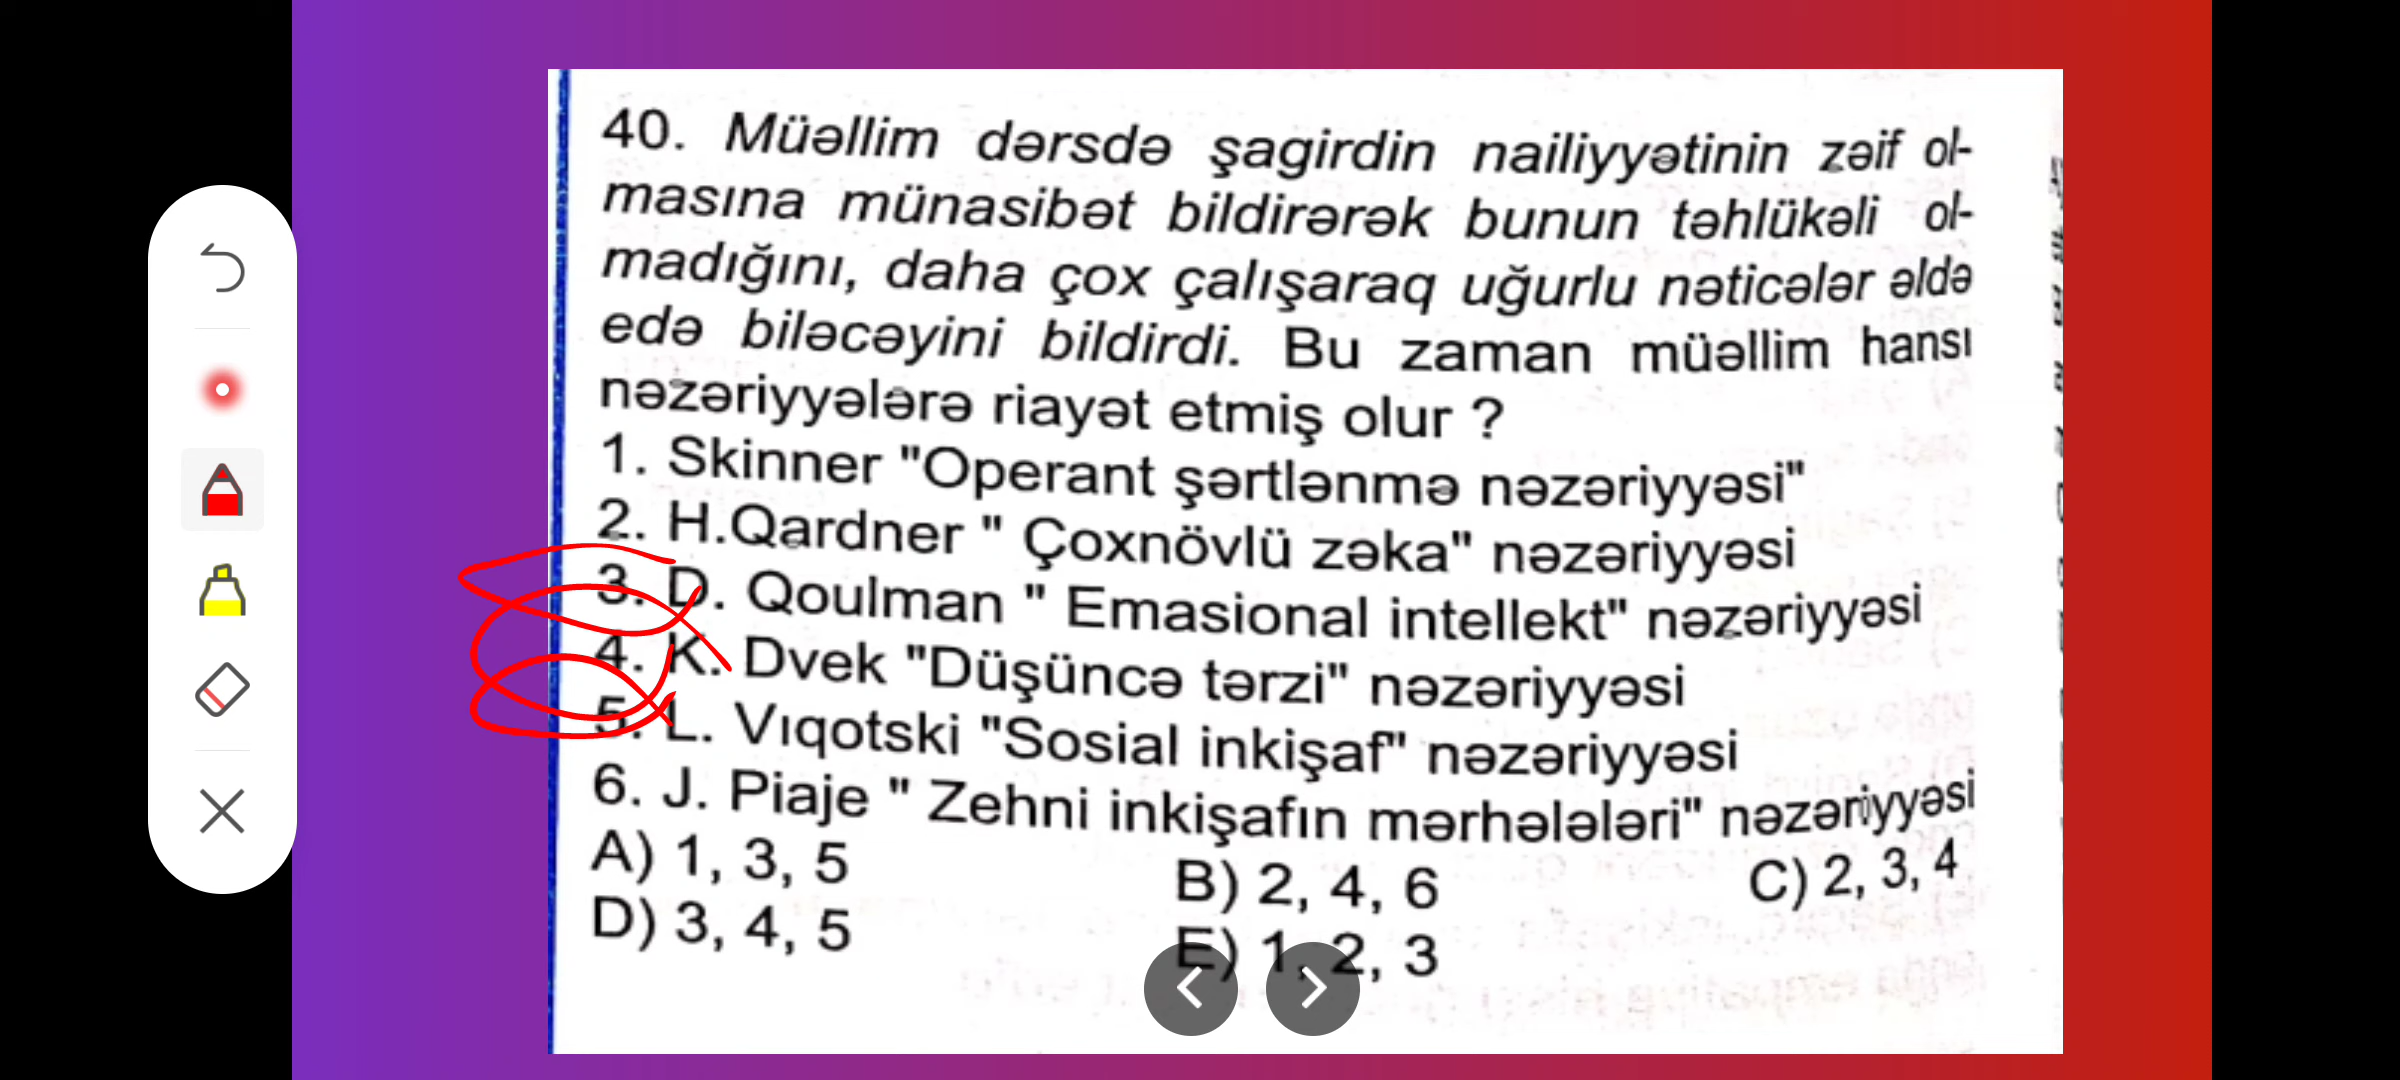 40. Müəllim dərsdə şagirdin nailiyyətinin zəif ol-
masına münasibət bildirərək bunun təhlükəli ol-
madığını, daha çox çalışaraq uğurlu nəticələr əldə
edə biləcəyini bildirdi. Bu zaman müəllim hansı
nəzəriyyələrə riayət etmiş olur ?
1. Skinner "Operant şərtlənmə nəzəriyyəsi"
2. H.Qardner " Çoxnövlü zəka" nəzəriyyəsi
3. D. Qoulman " Emasional intellekt" nəzəriyyəsi
4. K. Dvek "Düşüncə tərzi" nəzəriyyəsi
5. L. Vıqotski "Sosial inkişaf" nəzəriyyəsi
6. J. Piaje " Zehni inkişafın mərhələləri" nəzəriyyəsi
A) 1, 3, 5 B) 2, 4, 6 C) 2, 3, 4
D) 3, 4, 5 E) 1, 2, 3